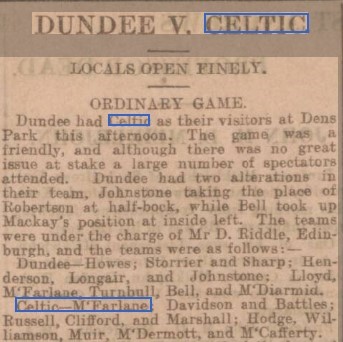 DUNDEE V. CELTIC
LOCALS OPEN FINELY.
ORDINARY GAME.
Dundee had Celtic as their visitors at Dens
Park this afternoon. The game was a
friendly, and although there was no great
issue at stake a large number of spectators
attended. Dundee had two alterations in
their team, Johnstone taking the place of
Robertson at half-bock, while Bell took up
Mackay's position at inside left. The teams
were under the charge of Mr D. Riddle, Edin-
burgh, and the teams were as follows:—
Dundee—Howes; Storrier and Sharp; Hen-
derson, Longair, and Johnstone; Lloyd,
M'Farlane, Turnbull, Bell, and M'Diarmid.
Celtic—M'Farlane; Davidson and Battles;
Russell, Clifford, and Marshall; Hodge, Wil-
liamson, Muir, M'Dermott, and M'Cafferty.